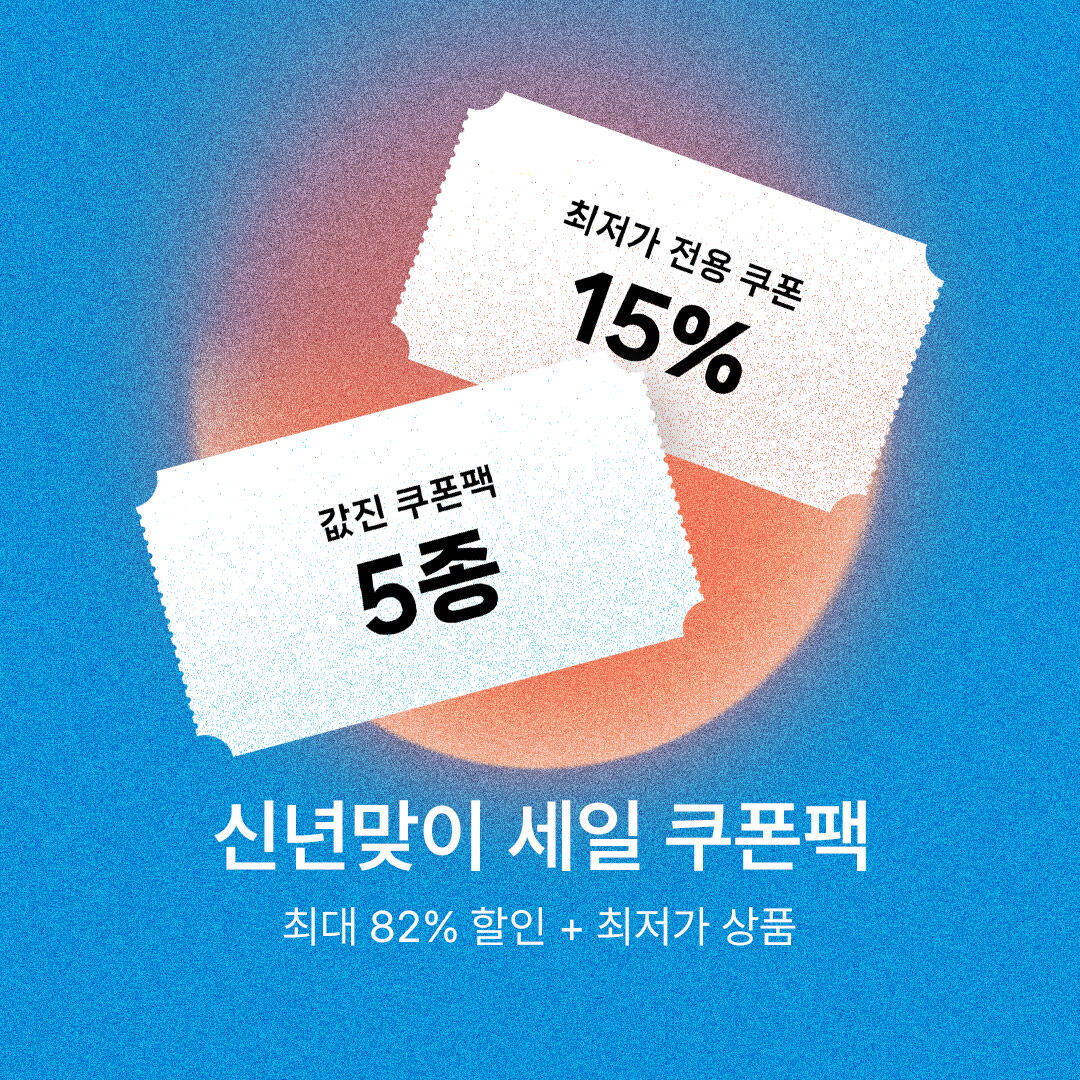 최저가 전용 쿠폰
15%
값진 쿠폰팩
5종
신년맞이 세일 쿠폰팩
최대 82% 할인 + 최저가 상품